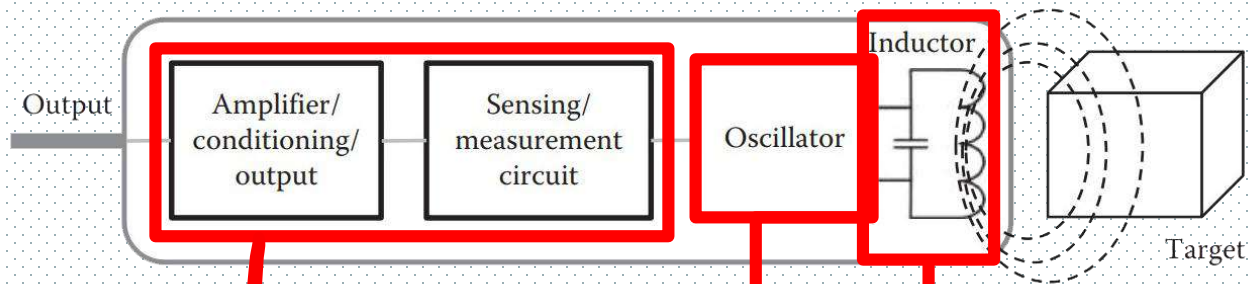 Output
Amplifier/
conditioning/
output
Sensing/
measurement
circuit
Oscillator
Inductor
Target